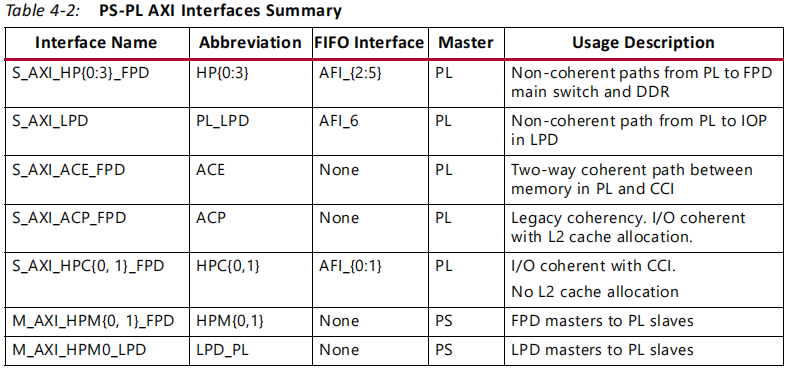 Table 4-2: PS-PL AXI Interfaces Summary
Interface Name Abbreviation FIFO Interface Master Usage Description
S_AXI_HP{0:3}_FPD HP{0:3} AFI_{2:5} PL Non-coherent paths from PL to FPD
main switch and DDR
S_AXI_LPD PL_LPD AFI_6 PL Non-coherent path from PL to IOP
in LPD
S_AXI_ACE_FPD ACE None PL Two-way coherent path between
memory in PL and CCI
S_AXI_ACP_FPD ACP None PL Legacy coherency. I/O coherent
with L2 cache allocation.
S_AXI_HPC{0, 1}_FPD HPC{0,1} AFI_{0:1} PL I/O coherent with CCI.
No L2 cache allocation
M_AXI_HPM{0, 1}_FPD HPM{0,1} None PS FPD masters to PL slaves
M_AXI_HPM0_LPD LPD_PL None PS LPD masters to PL slaves